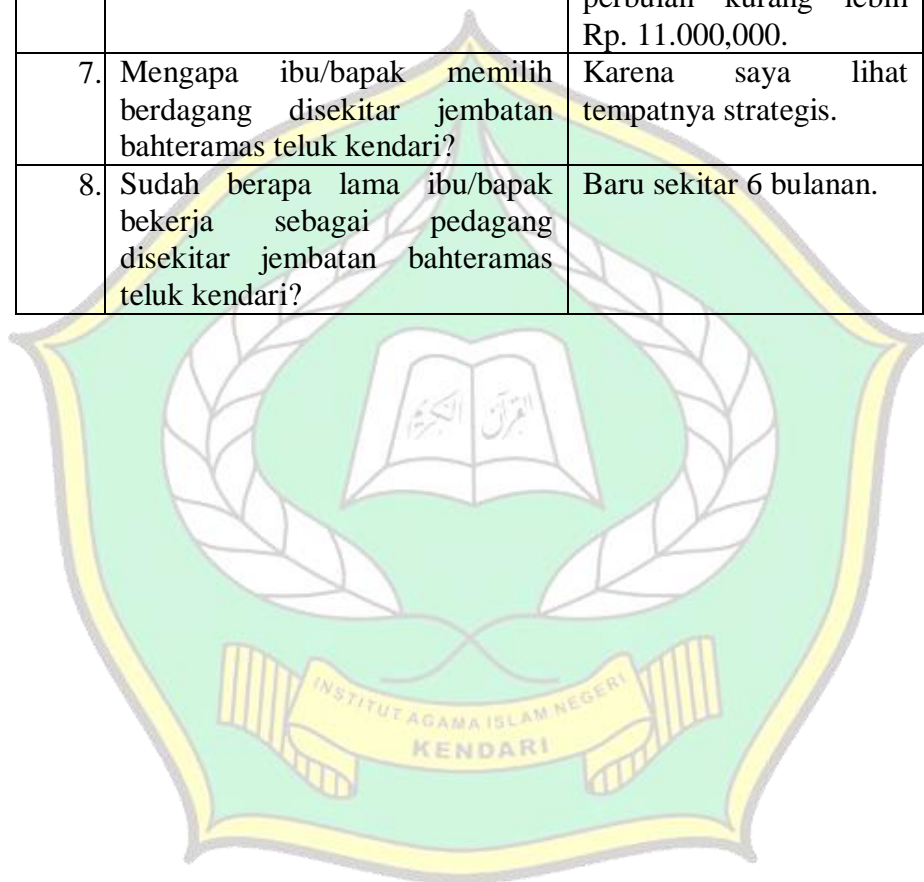 perbulan kurang lebih
Rp. 11.000,000.
7. Mengapa ibu/bapak memilih
berdagang disekitar jembatan
bahteramas teluk kendari?
Karena saya lihat
tempatnya strategis.
8. Sudah berapa lama ibu/bapak
bekerja sebagai pedagang
disekitar jembatan bahteramas
teluk kendari?
Baru sekitar 6 bulanan.
القرآن الكريم
INSTITUT AGAMA ISLAM NEGERI
KENDARI